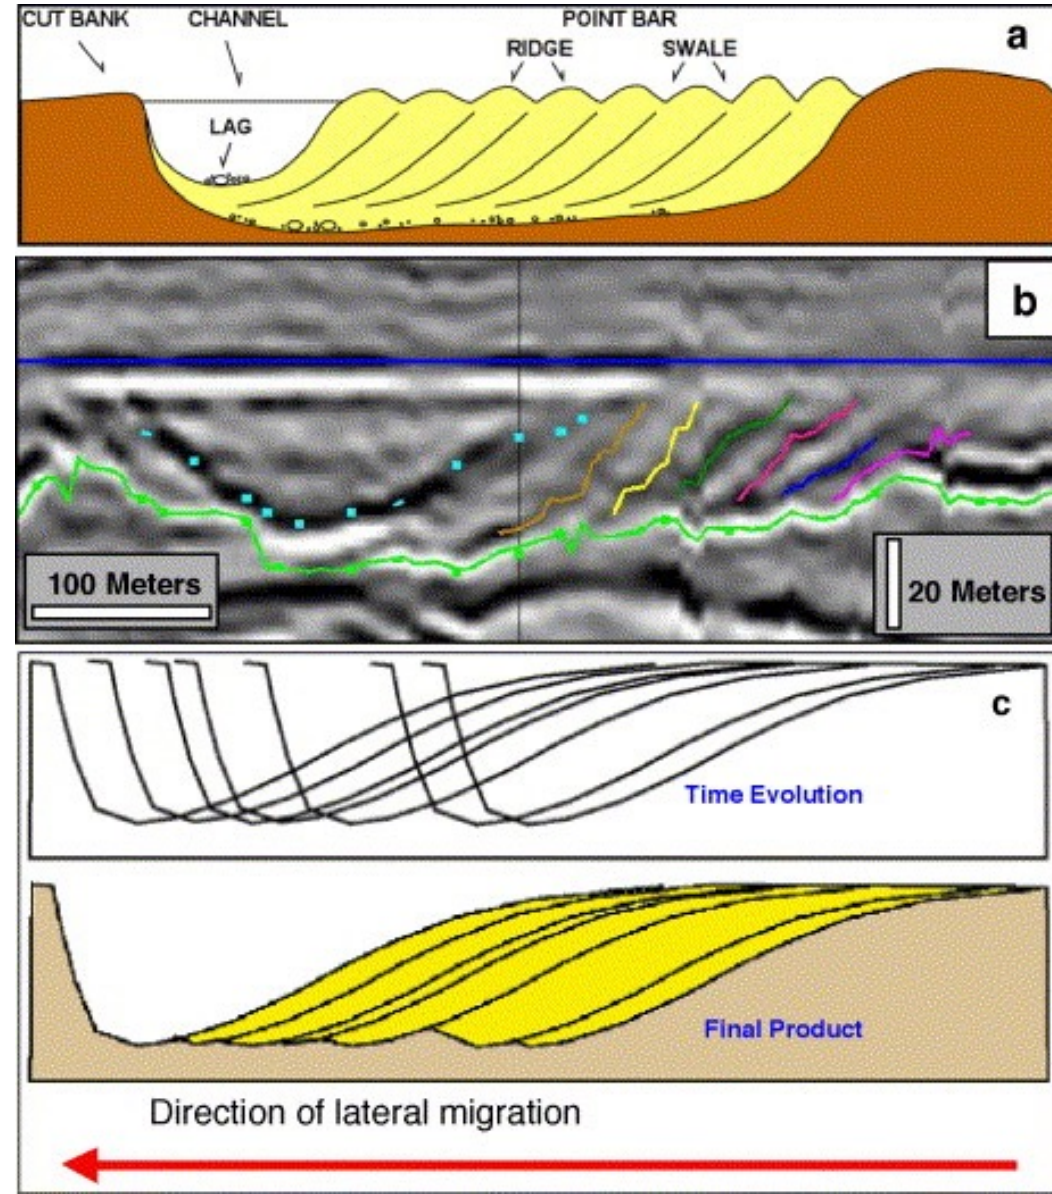 CUT BANK CHANNEL POINT BAR a
RIDGE SWALE
LAG
b
100 Meters
20 Meters
c
Time Evolution
Final Product
Direction of lateral migration